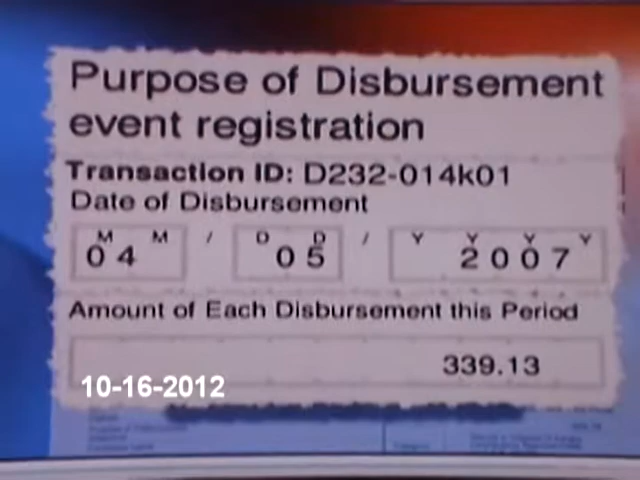 Purpose of Disbursement
event registration
Transaction ID: D232-014k01
Date of Disbursement
M M / D D / Y Y Y Y
04 05 2007
Amount of Each Disbursement this Period
339.13
10-16-2012